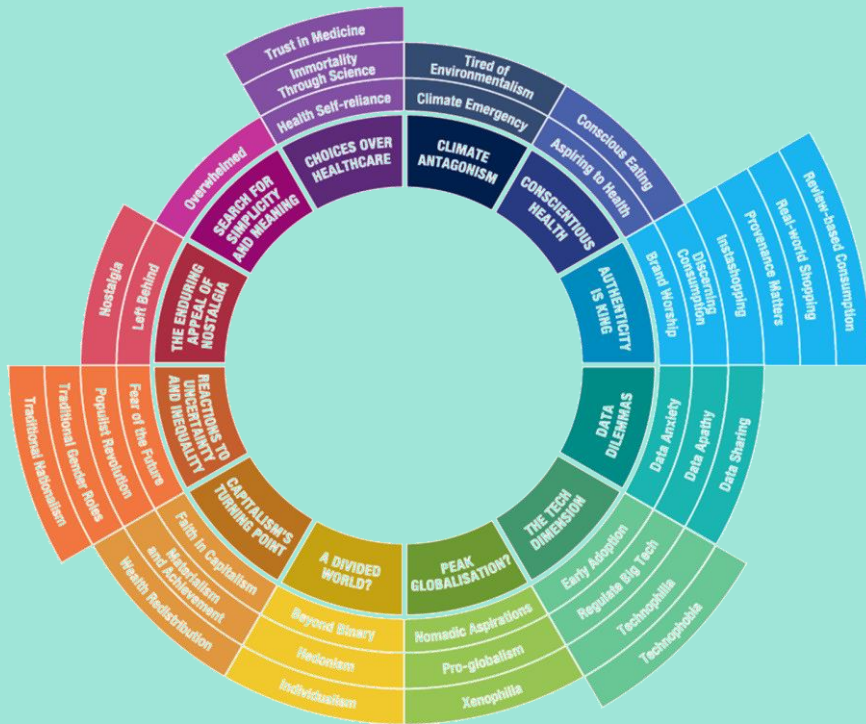 CLIMATE
ANTAGONISM
Climate Emergency
Tired of
Environmentalism
CONSCIENTIOUS
HEALTH
Aspiring to Health
Conscious Eating
AUTHENTICITY
IS KING
Brand Worship
Discerning
Consumption
Instashopping
Provenance Matters
Real-world Shopping
Review-based Consumption
DATA
DILEMMAS
Data Anxiety
Data Apathy
Data Sharing
THE TECH
DIMENSION
Early Adoption
Regulate Big Tech
Technophilia
Technophobia
PEAK
GLOBALISATION?
Nomadic Aspirations
Pro-globalism
Xenophilia
A DIVIDED
WORLD?
Beyond Binary
Hedonism
Individualism
CAPITALISM'S
TURNING POINT
Faith in Capitalism
Materialism
and Achievement
Wealth Redistribution
REACTIONS TO
UNCERTAINTY
AND INEQUALITY
Fear of the Future
Populist Revolution
Traditional Gender Roles
Traditional Nationalism
THE ENDURING
APPEAL OF
NOSTALGIA
Left Behind
Nostalgia
SEARCH FOR
SIMPLICITY
AND MEANING
Overwhelmed
CHOICES OVER
HEALTHCARE
Health Self-reliance
Immortality
Through Science
Trust in Medicine